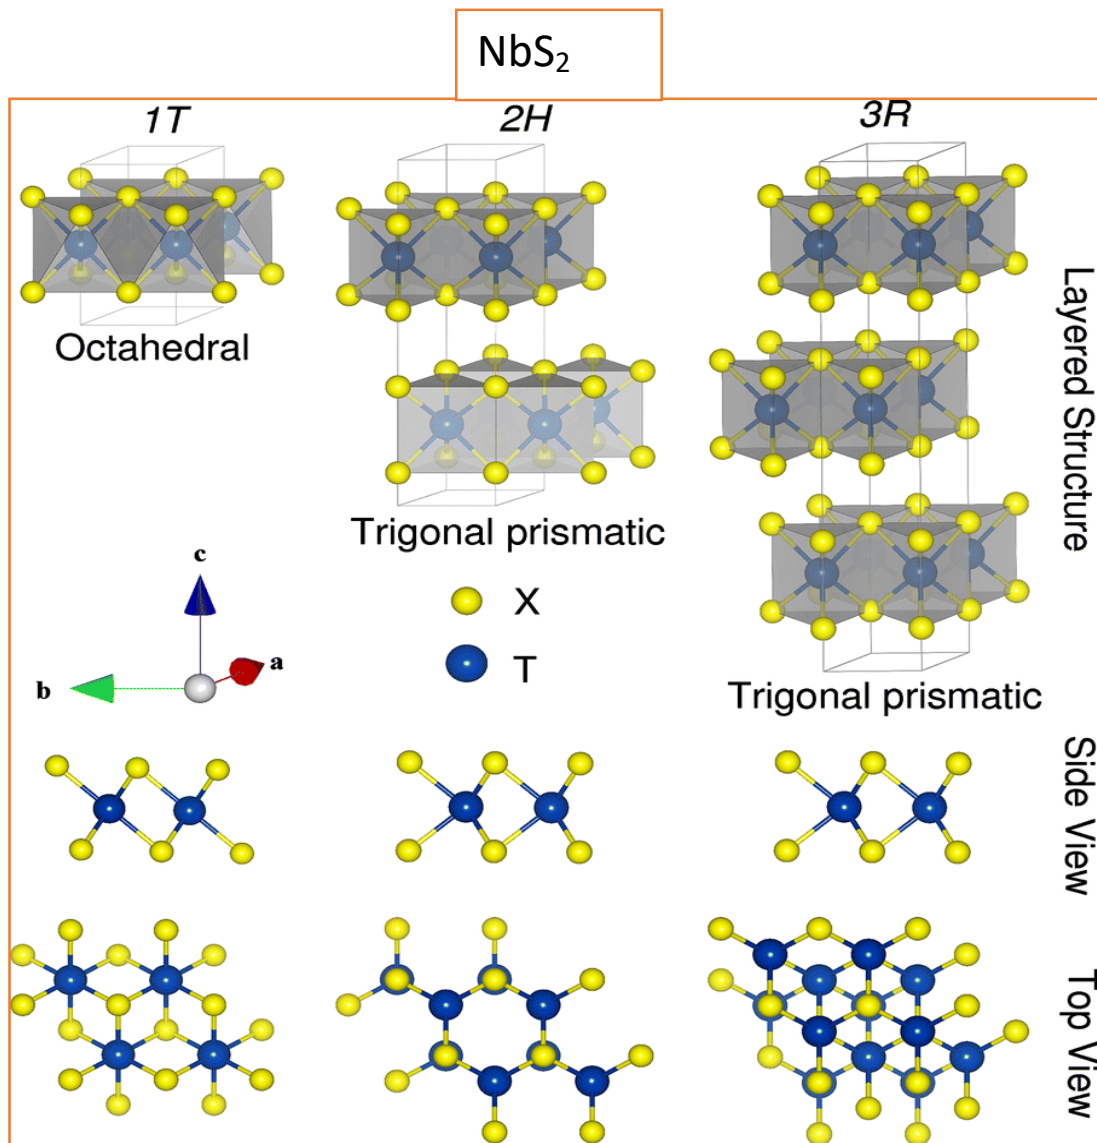 NbS₂
1T 2H 3R
Octahedral
Trigonal prismatic
Trigonal prismatic
Layered Structure
X
T
c
a
b
Side View
Top View